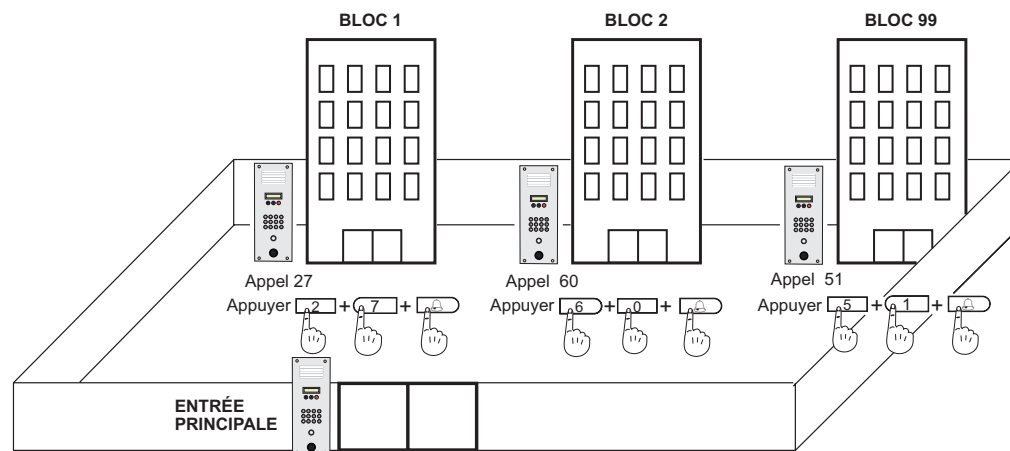 BLOC 1
BLOC 2
BLOC 99
Appel 27
Appuyer 2 + 7 +
Appel 60
Appuyer 6 + 0 +
Appel 51
Appuyer 5 + 1 +
ENTRÉE
PRINCIPALE